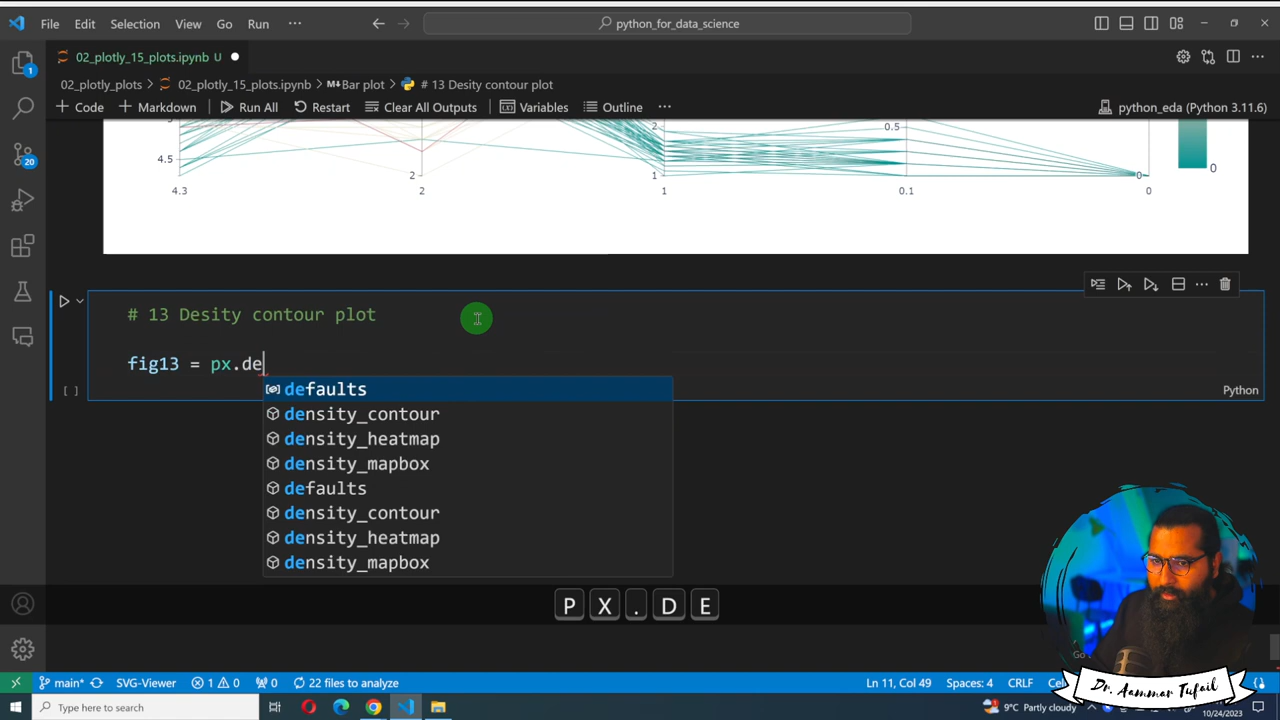 File Edit Selection View Go Run ··· python_for_data_science
02_plotly_15_plots.ipynb U
02_plotly_plots > 02_plotly_15_plots.ipynb > M↓Bar plot > # 13 Desity contour plot
+ Code + Markdown Run All Restart Clear All Outputs Variables Outline ··· python_eda (Python 3.11.6)
5 2 0.5
4.5
2 1 0 0
4.3 2 1 0.1 0
# 13 Desity contour plot
fig13 = px.de
[ ] Python
defaults
density_contour
density_heatmap
density_mapbox
defaults
density_contour
density_heatmap
density_mapbox
P X . D E
1
20
main* SVG-Viewer 1 0 0 22 files to analyze Ln 11, Col 49 Spaces: 4 CRLF
Dr. Aammar Tufail
Type here to search 9°C Partly cloudy 10/24/2023